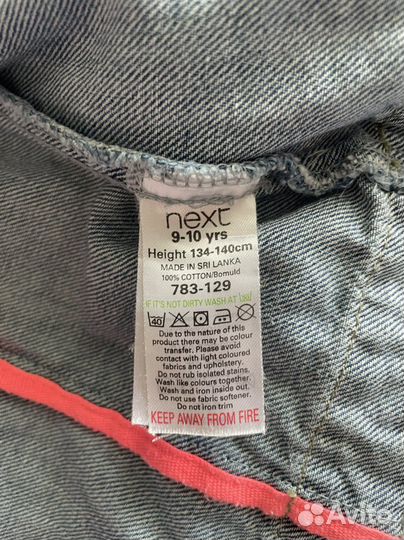 next
9-10 yrs
Height 134-140cm
MADE IN SRI LANKA
100% COTTON/Bomuld
783-129
IF IT'S NOT DIRTY WASH AT
40
Due to the nature of this
product there may be colour
transfer. Please avoid
contact with light coloured
fabrics and upholstery.
Do not rub isolated stains.
Wash like colours together.
Wash and iron inside out.
Do not use fabric softener.
Do not iron trim
KEEP AWAY FROM FIRE
Avito